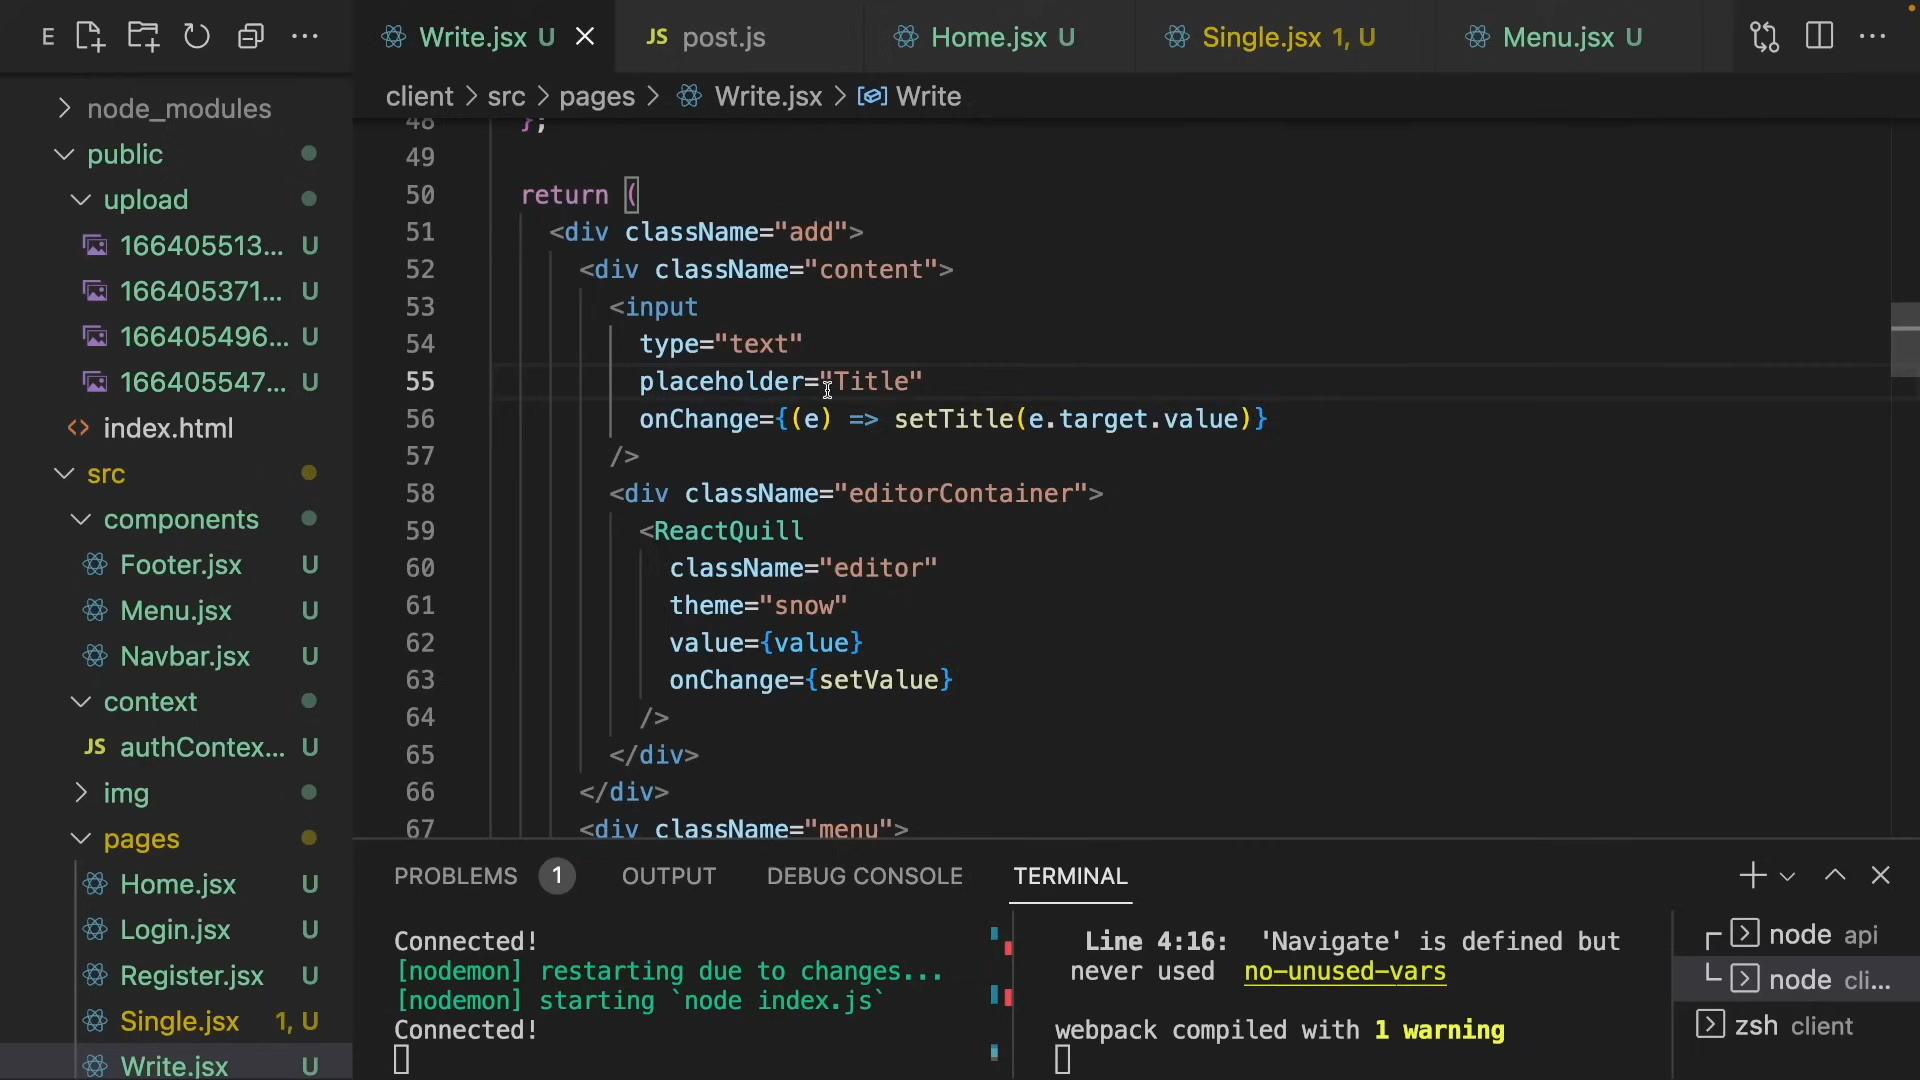 E
Write.jsx U
JS post.js
Home.jsx U
Single.jsx 1, U
Menu.jsx U
client > src > pages > Write.jsx > Write
node_modules
public
upload
166405513... U
166405371... U
166405496... U
166405547... U
<> index.html
src
components
Footer.jsx U
Menu.jsx U
Navbar.jsx U
context
JS authContex... U
img
pages
Home.jsx U
Login.jsx U
Register.jsx U
Single.jsx 1, U
Write.jsx U
48 };
49
50 return (
51 <div className="add">
52 <div className="content">
53 <input
54 type="text"
55 placeholder="Title"
56 onChange={(e) => setTitle(e.target.value)}
57 />
58 <div className="editorContainer">
59 <ReactQuill
60 className="editor"
61 theme="snow"
62 value={value}
63 onChange={setValue}
64 />
65 </div>
66 </div>
67 <div className="menu">
PROBLEMS 1 OUTPUT DEBUG CONSOLE TERMINAL
Connected!
[nodemon] restarting due to changes...
[nodemon] starting `node index.js`
Connected!
Line 4:16: 'Navigate' is defined but
never used no-unused-vars
webpack compiled with 1 warning
node api
node cli...
zsh client